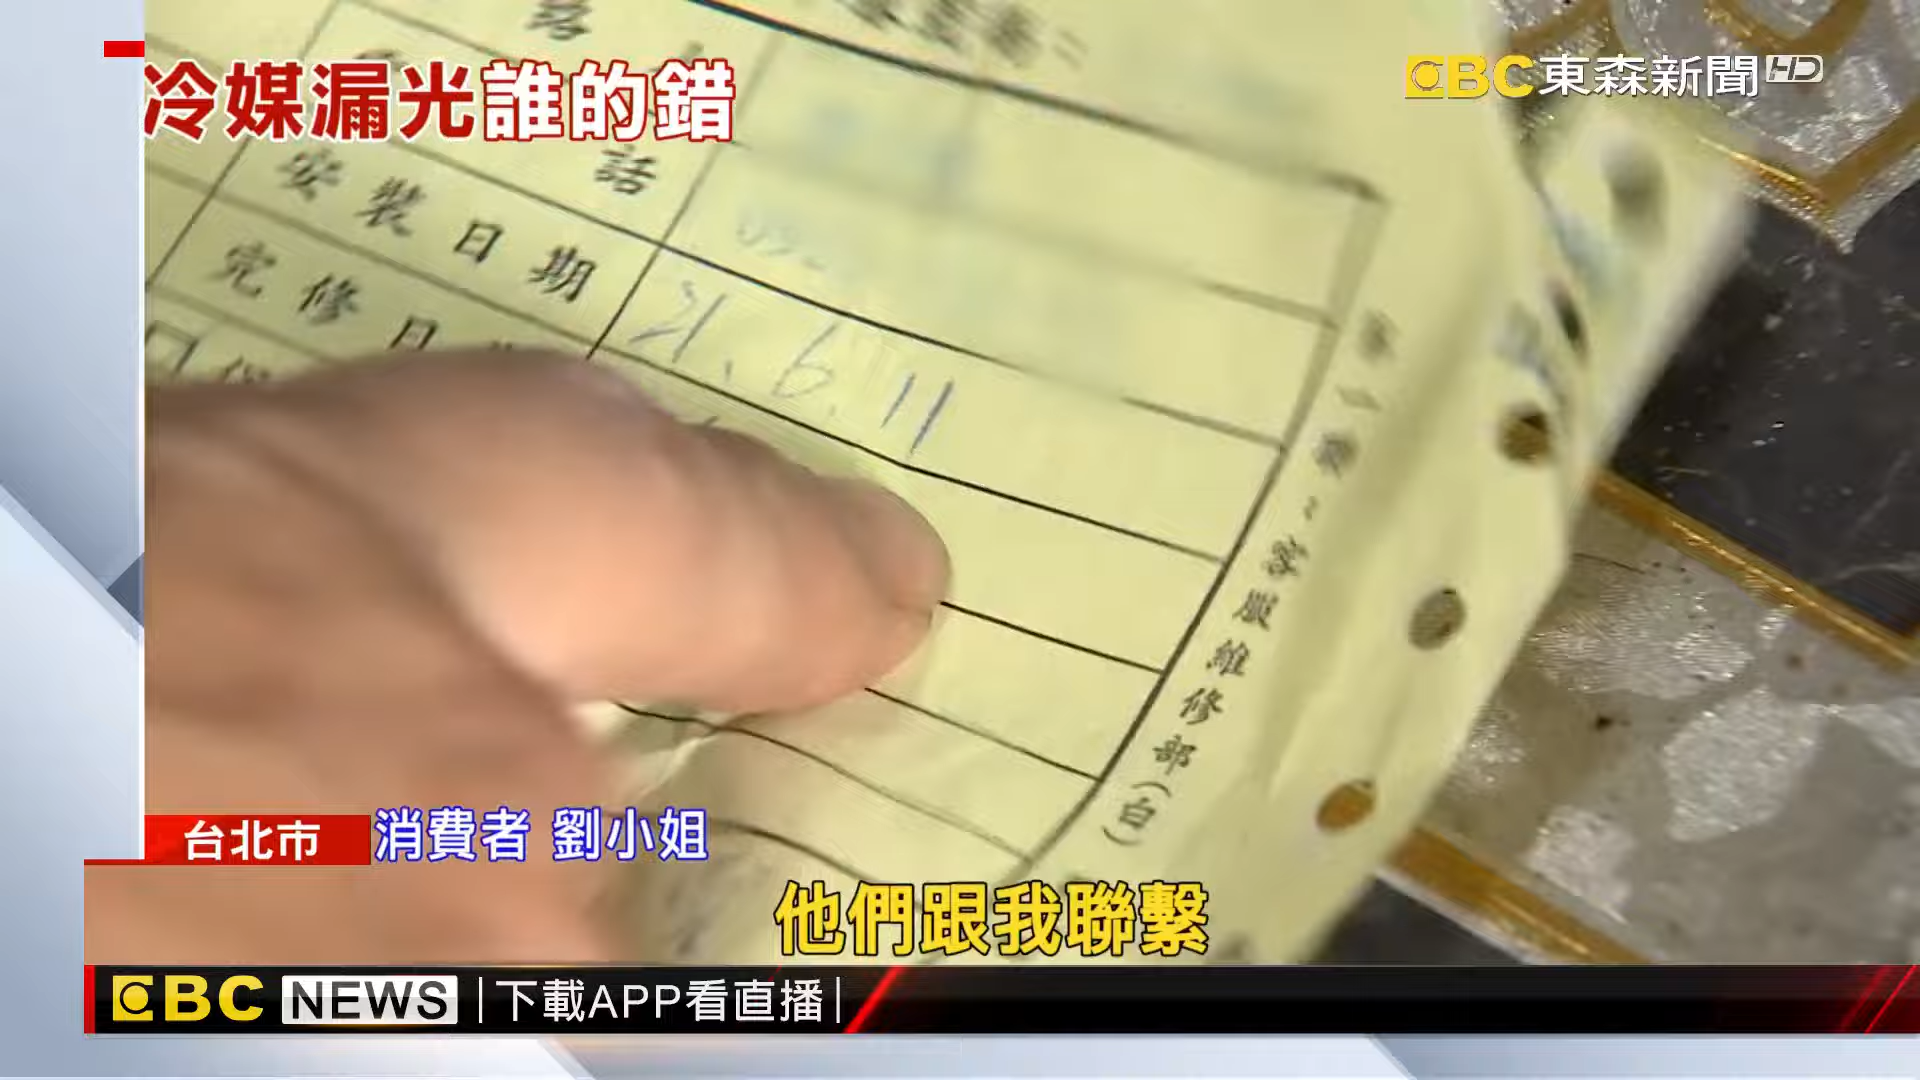 冷媒漏光誰的錯
EBC東森新聞HD
絡
話
安裝日期
21.6.11
完修日
客服維修部(白)
台北市
消費者 劉小姐
他們跟我聯繫
EBC NEWS 下載APP看直播